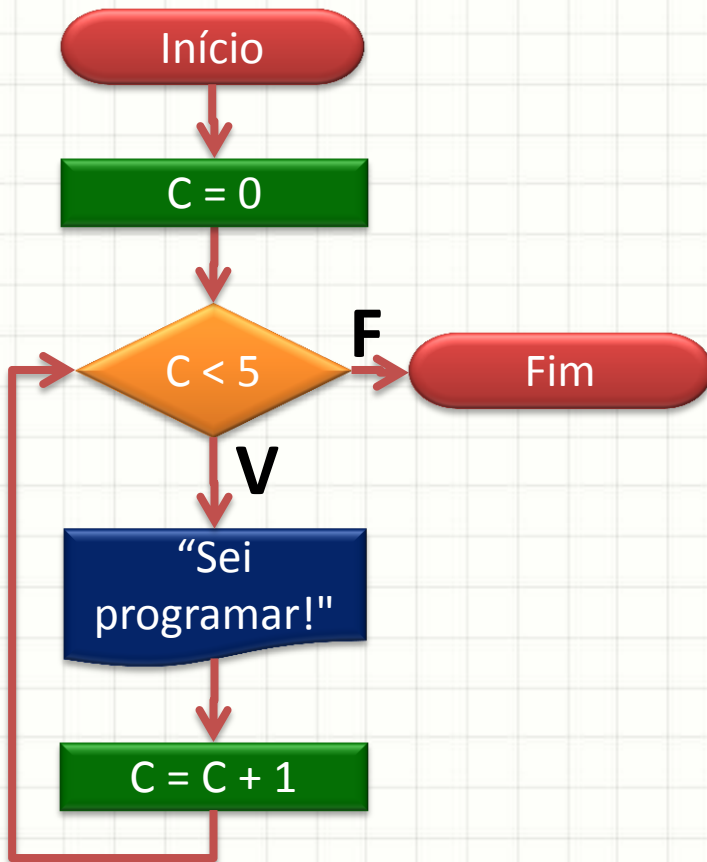 Início
C = 0
C < 5
F
Fim
V
“Sei
programar!"
C = C + 1